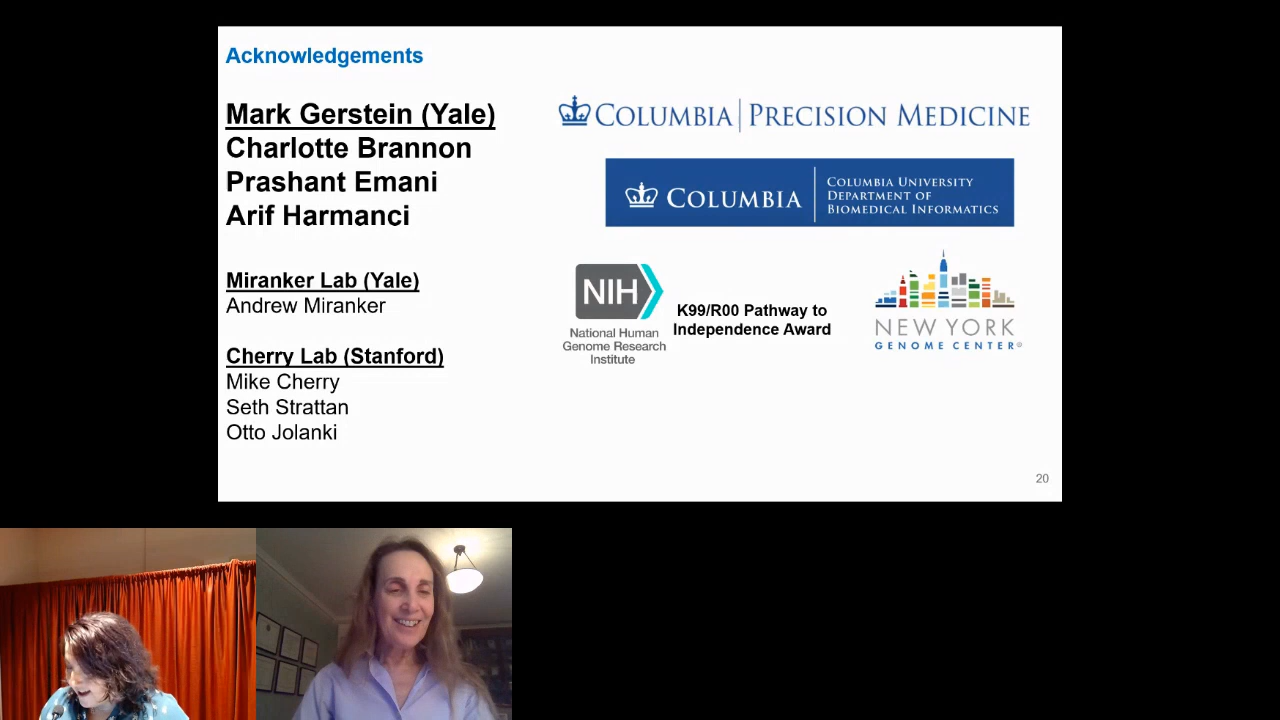 Acknowledgements
Mark Gerstein (Yale)
Charlotte Brannon
Prashant Emani
Arif Harmanci
Miranker Lab (Yale)
Andrew Miranker
Cherry Lab (Stanford)
Mike Cherry
Seth Strattan
Otto Jolanki
COLUMBIA | PRECISION MEDICINE
COLUMBIA
COLUMBIA UNIVERSITY
DEPARTMENT OF
BIOMEDICAL INFORMATICS
NIH
National Human
Genome Research
Institute
K99/R00 Pathway to
Independence Award
NEW YORK
GENOME CENTER®
20